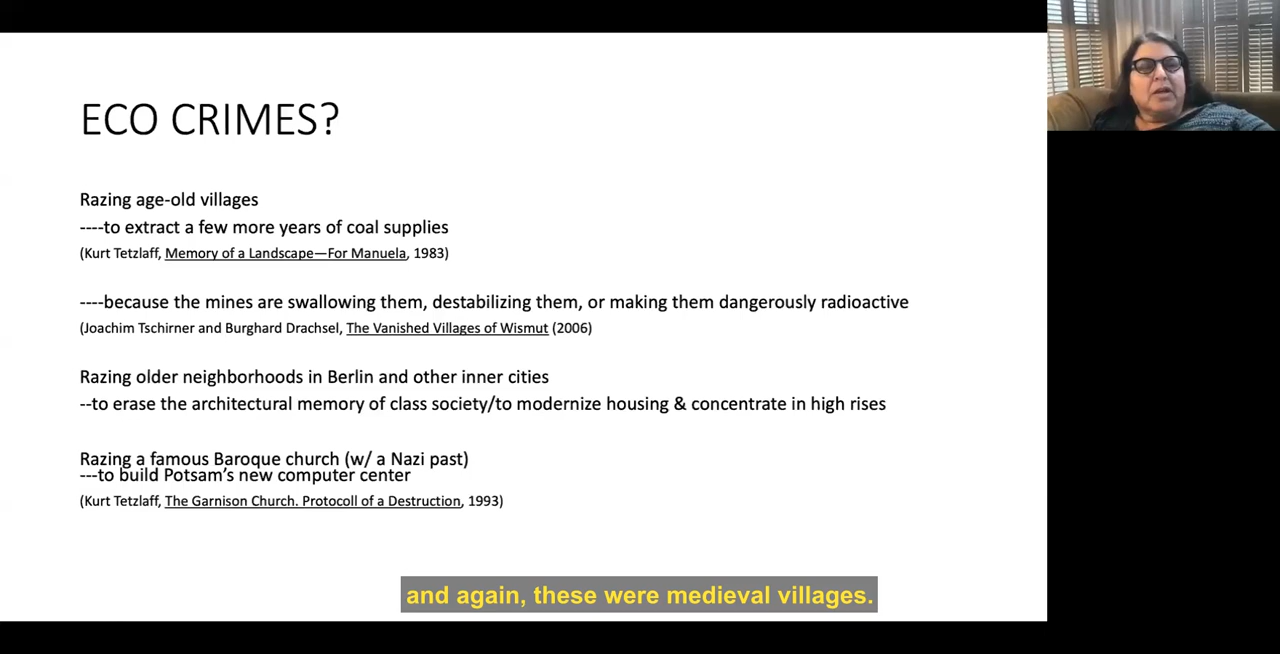 ECO CRIMES?
Razing age-old villages
----to extract a few more years of coal supplies
(Kurt Tetzlaff, Memory of a Landscape—For Manuela, 1983)
----because the mines are swallowing them, destabilizing them, or making them dangerously radioactive
(Joachim Tschirner and Burghard Drachsel, The Vanished Villages of Wismut (2006)
Razing older neighborhoods in Berlin and other inner cities
--to erase the architectural memory of class society/to modernize housing & concentrate in high rises
Razing a famous Baroque church (w/ a Nazi past)
---to build Potsam's new computer center
(Kurt Tetzlaff, The Garnison Church. Protocoll of a Destruction, 1993)
and again, these were medieval villages.